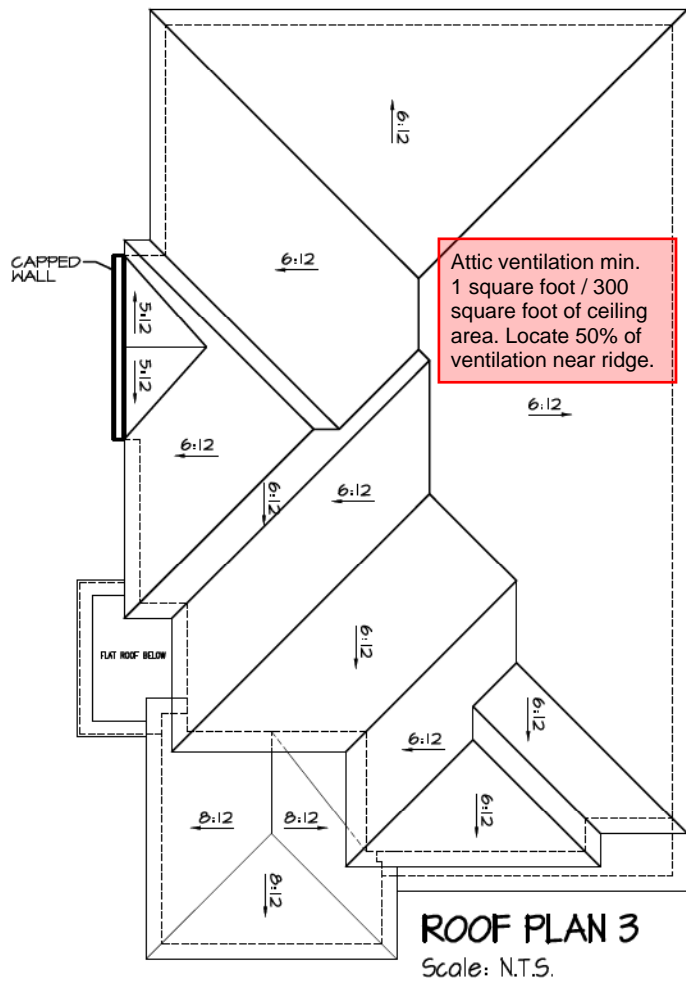 6:12
CAPPED
WALL
6:12
Attic ventilation min.
1 square foot / 300
square foot of ceiling
area. Locate 50% of
ventilation near ridge.
5:12
5:12
6:12
6:12
6:12
6:12
6:12
FLAT ROOF BELOW
6:12
6:12
6:12
8:12
8:12
6:12
8:12
ROOF PLAN 3
Scale: N.T.S.